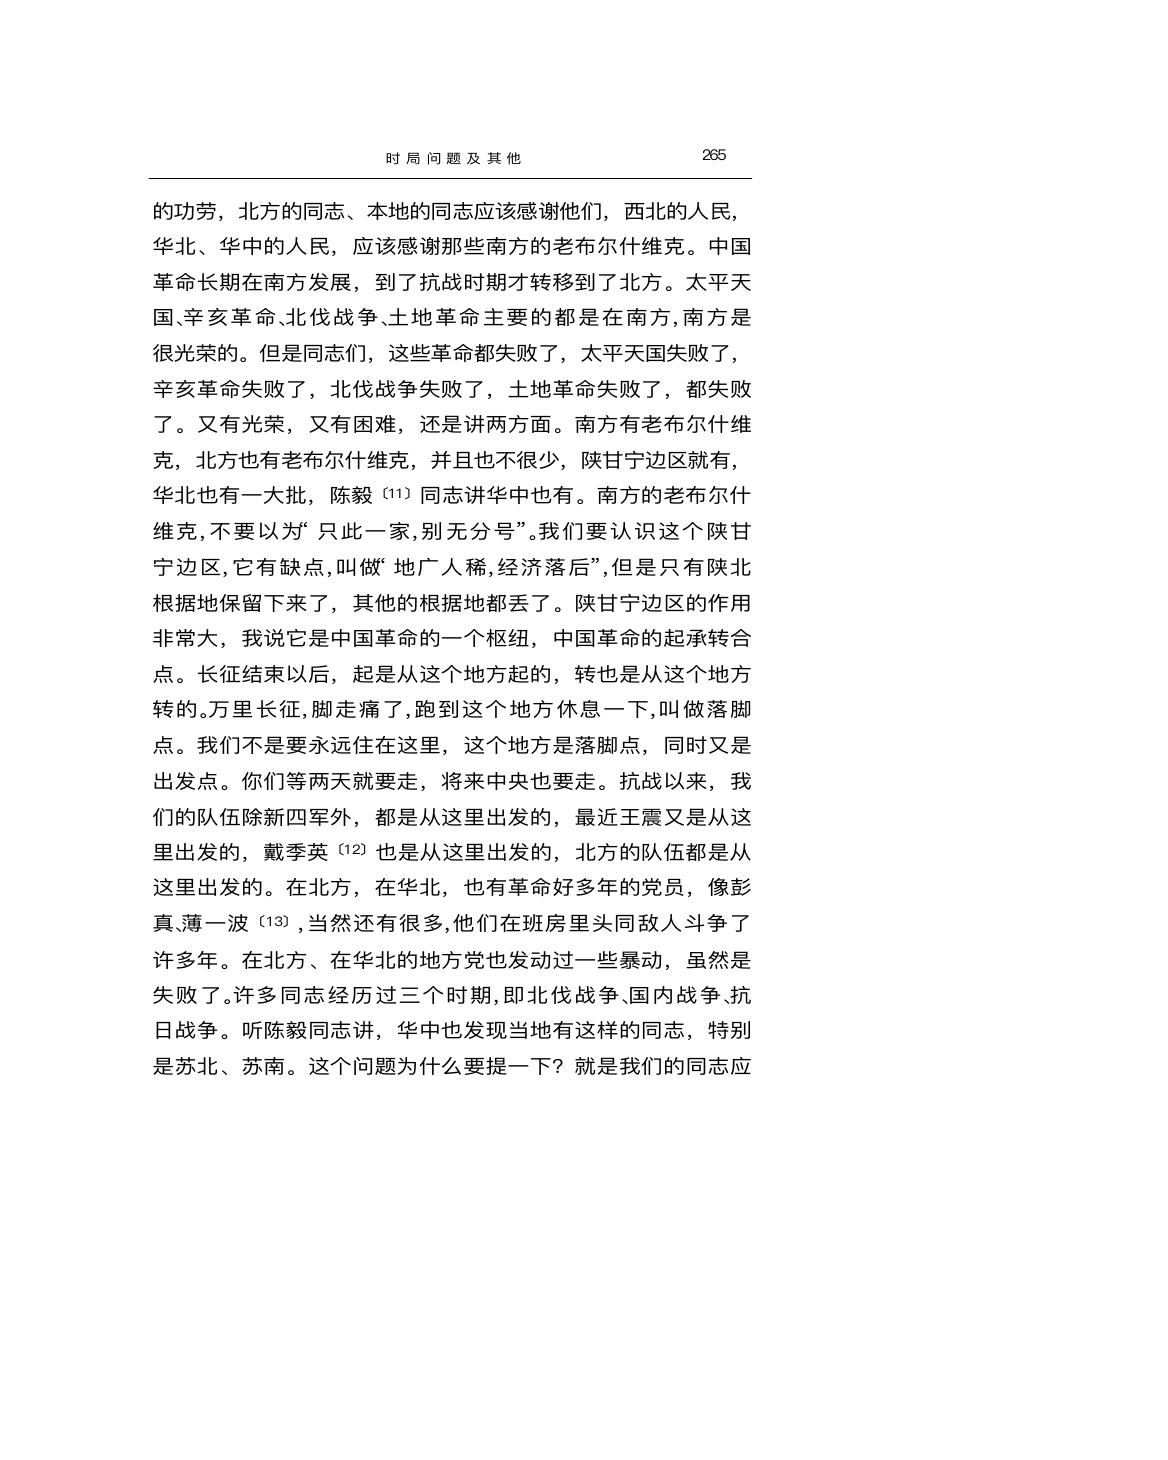 时局问题及其他 265
的功劳，北方的同志、本地的同志应该感谢他们，西北的人民，
华北、华中的人民，应该感谢那些南方的老布尔什维克。中国
革命长期在南方发展，到了抗战时期才转移到了北方。太平天
国、辛亥革命、北伐战争、土地革命主要的都是在南方，南方是
很光荣的。但是同志们，这些革命都失败了，太平天国失败了，
辛亥革命失败了，北伐战争失败了，土地革命失败了，都失败
了。又有光荣，又有困难，还是讲两方面。南方有老布尔什维
克，北方也有老布尔什维克，并且也不很少，陕甘宁边区就有，
华北也有一大批，陈毅〔11〕同志讲华中也有。南方的老布尔什
维克，不要以为“只此一家，别无分号”。我们要认识这个陕甘
宁边区，它有缺点，叫做“地广人稀，经济落后”，但是只有陕北
根据地保留下来了，其他的根据地都丢了。陕甘宁边区的作用
非常大，我说它是中国革命的一个枢纽，中国革命的起承转合
点。长征结束以后，起是从这个地方起的，转也是从这个地方
转的。万里长征，脚走痛了，跑到这个地方休息一下，叫做落脚
点。我们不是要永远住在这里，这个地方是落脚点，同时又是
出发点。你们等两天就要走，将来中央也要走。抗战以来，我
们的队伍除新四军外，都是从这里出发的，最近王震又是从这
里出发的，戴季英〔12〕也是从这里出发的，北方的队伍都是从
这里出发的。在北方，在华北，也有革命好多年的党员，像彭
真、薄一波〔13〕，当然还有很多，他们在班房里头同敌人斗争了
许多年。在北方、在华北的地方党也发动过一些暴动，虽然是
失败了。许多同志经历过三个时期，即北伐战争、国内战争、抗
日战争。听陈毅同志讲，华中也发现当地有这样的同志，特别
是苏北、苏南。这个问题为什么要提一下？就是我们的同志应